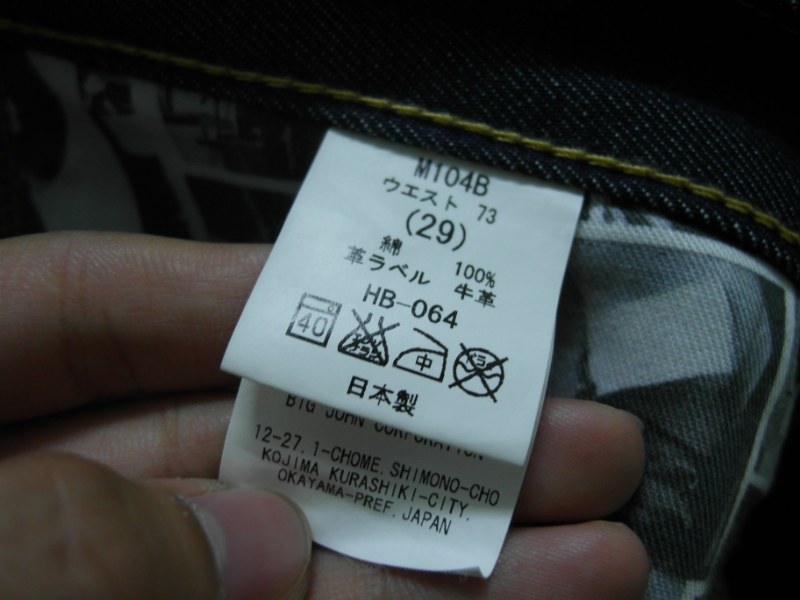 M104B
ウエスト 73
(29)
綿 100%
革ラベル 牛革
HB-064
40 中
日本製
BIG JOHN CORPORATION
12-27.1-CHOME.SHIMONO-CHO
KOJIMA KURASHIKI-CITY,
OKAYAMA-PREF.JAPAN